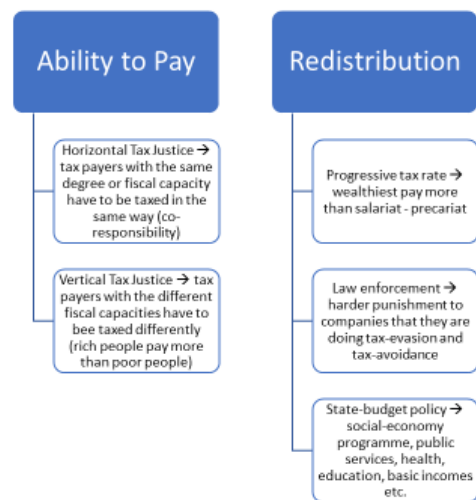 Ability to Pay
Horizontal Tax Justice →
tax payers with the same
degree or fiscal capacity
have to be taxed in the
same way (co-
responsibility)
Vertical Tax Justice → tax
payers with the different
fiscal capacities have to
bee taxed differently
(rich people pay more
than poor people)
Redistribution
Progressive tax rate →
wealthiest pay more
than salariat - precariat
Law enforcement →
harder punishment to
companies that they are
doing tax-evasion and
tax-avoidance
State-budget policy →
social-economy
programme, public
services, health,
education, basic incomes
etc.